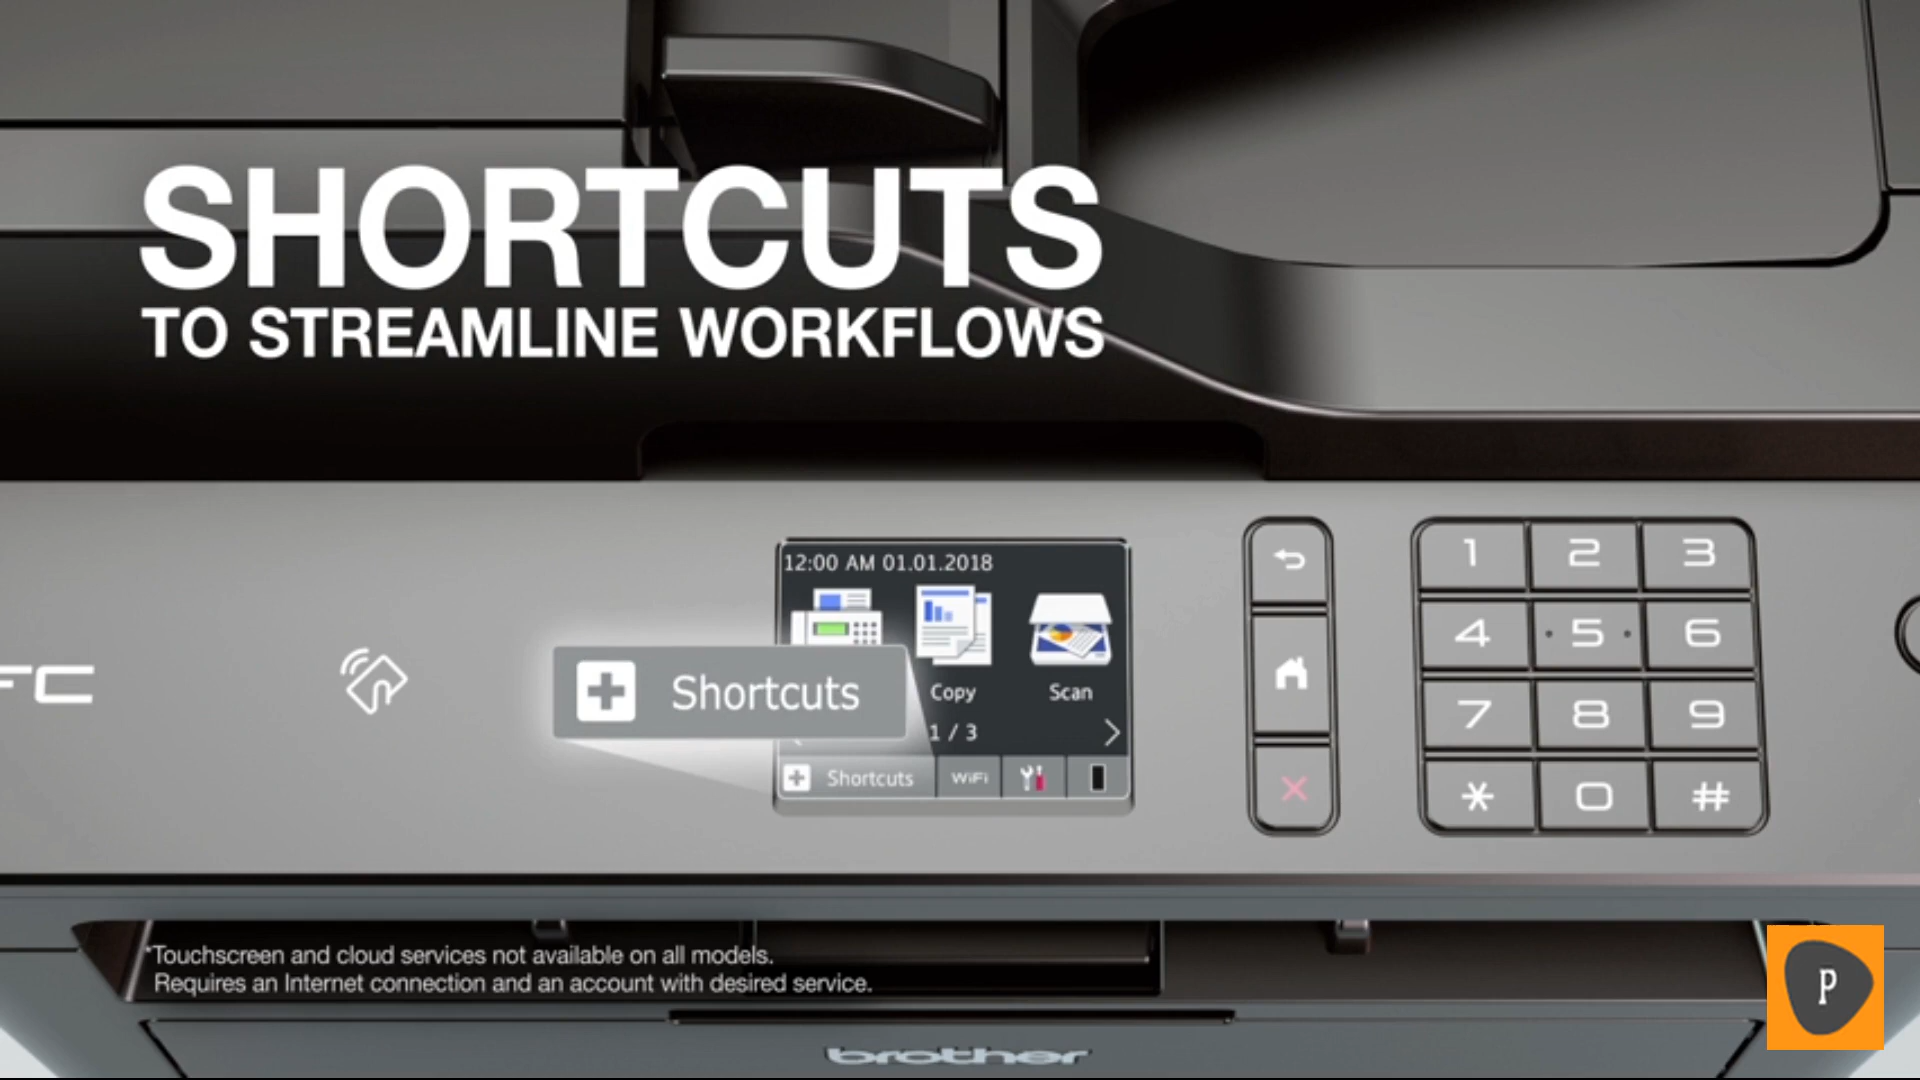 SHORTCUTS
TO STREAMLINE WORKFLOWS
12:00 AM 01.01.2018
Shortcuts
Copy
Scan
1 / 3
Shortcuts
WiFi
1 2 3
4 5 6
7 8 9
* 0 #
FC
*Touchscreen and cloud services not available on all models.
Requires an Internet connection and an account with desired service.
P
brother